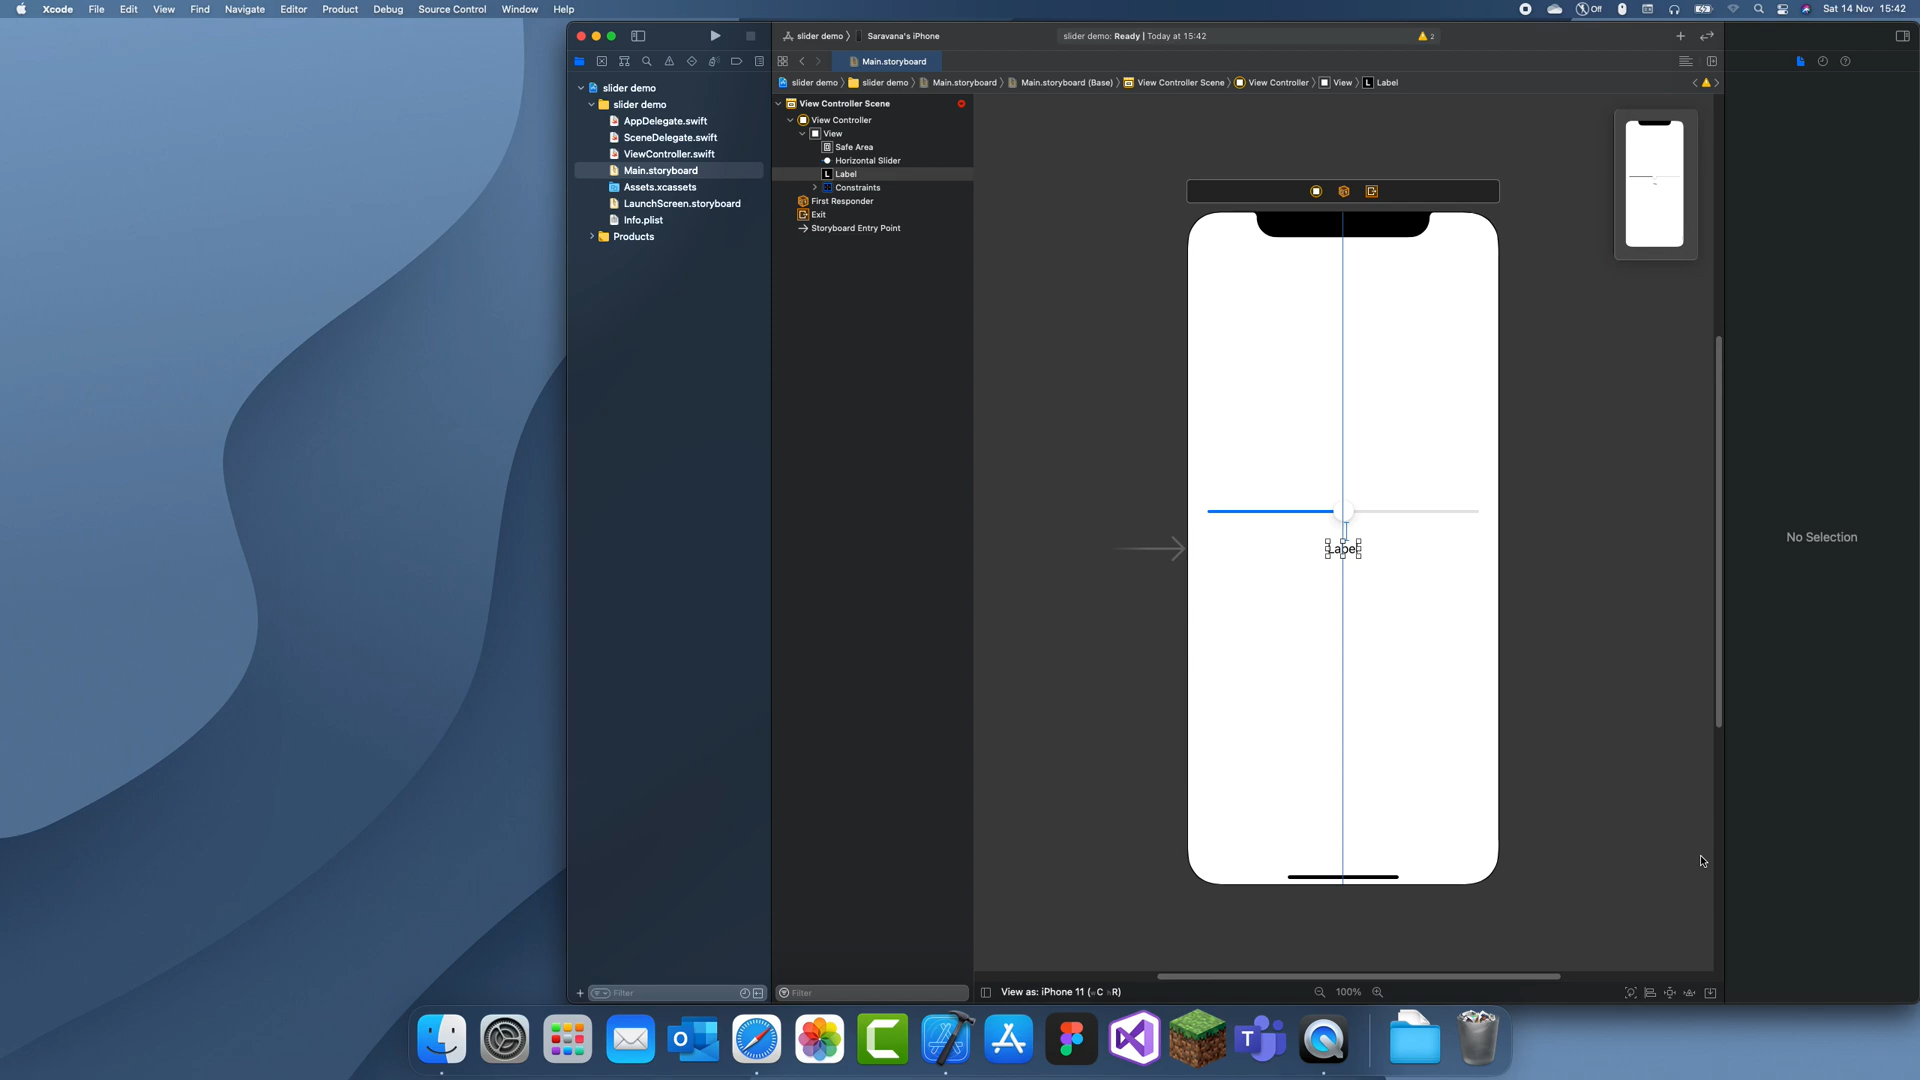 Xcode File Edit View Find Navigate Editor Product Debug Source Control Window Help
Off
Sat 14 Nov 15:42
slider demo 〉 Saravana's iPhone
slider demo: Ready | Today at 15:42
2
Main.storyboard
slider demo 〉 slider demo 〉 Main.storyboard 〉 Main.storyboard (Base) 〉 View Controller Scene 〉 View Controller 〉 View 〉 L Label
slider demo
slider demo
AppDelegate.swift
SceneDelegate.swift
ViewController.swift
Main.storyboard
Assets.xcassets
LaunchScreen.storyboard
Info.plist
Products
View Controller Scene
View Controller
View
Safe Area
Horizontal Slider
L Label
Constraints
First Responder
Exit
Storyboard Entry Point
Label
No Selection
Filter
Filter
View as: iPhone 11 (wC hR)
100%